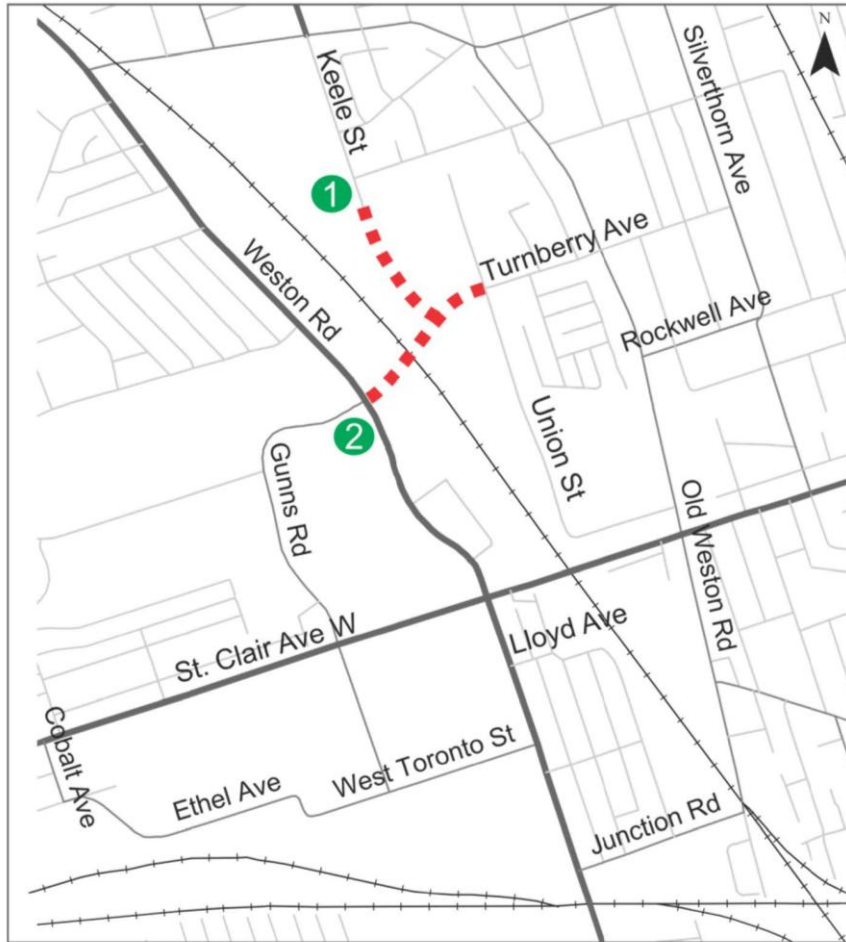 N
Keele St
Silverthorn Ave
1
Turnberry Ave
Weston Rd
Rockwell Ave
2
Gunns Rd
Union St
Old Weston Rd
St. Clair Ave W
Lloyd Ave
Cobalt Ave
Ethel Ave
West Toronto St
Junction Rd